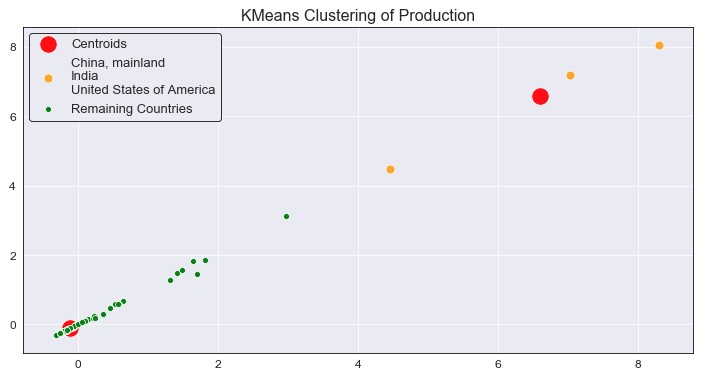 KMeans Clustering of Production
Centroids
China, mainland
India
United States of America
Remaining Countries
8
6
4
2
0
0
2
4
6
8